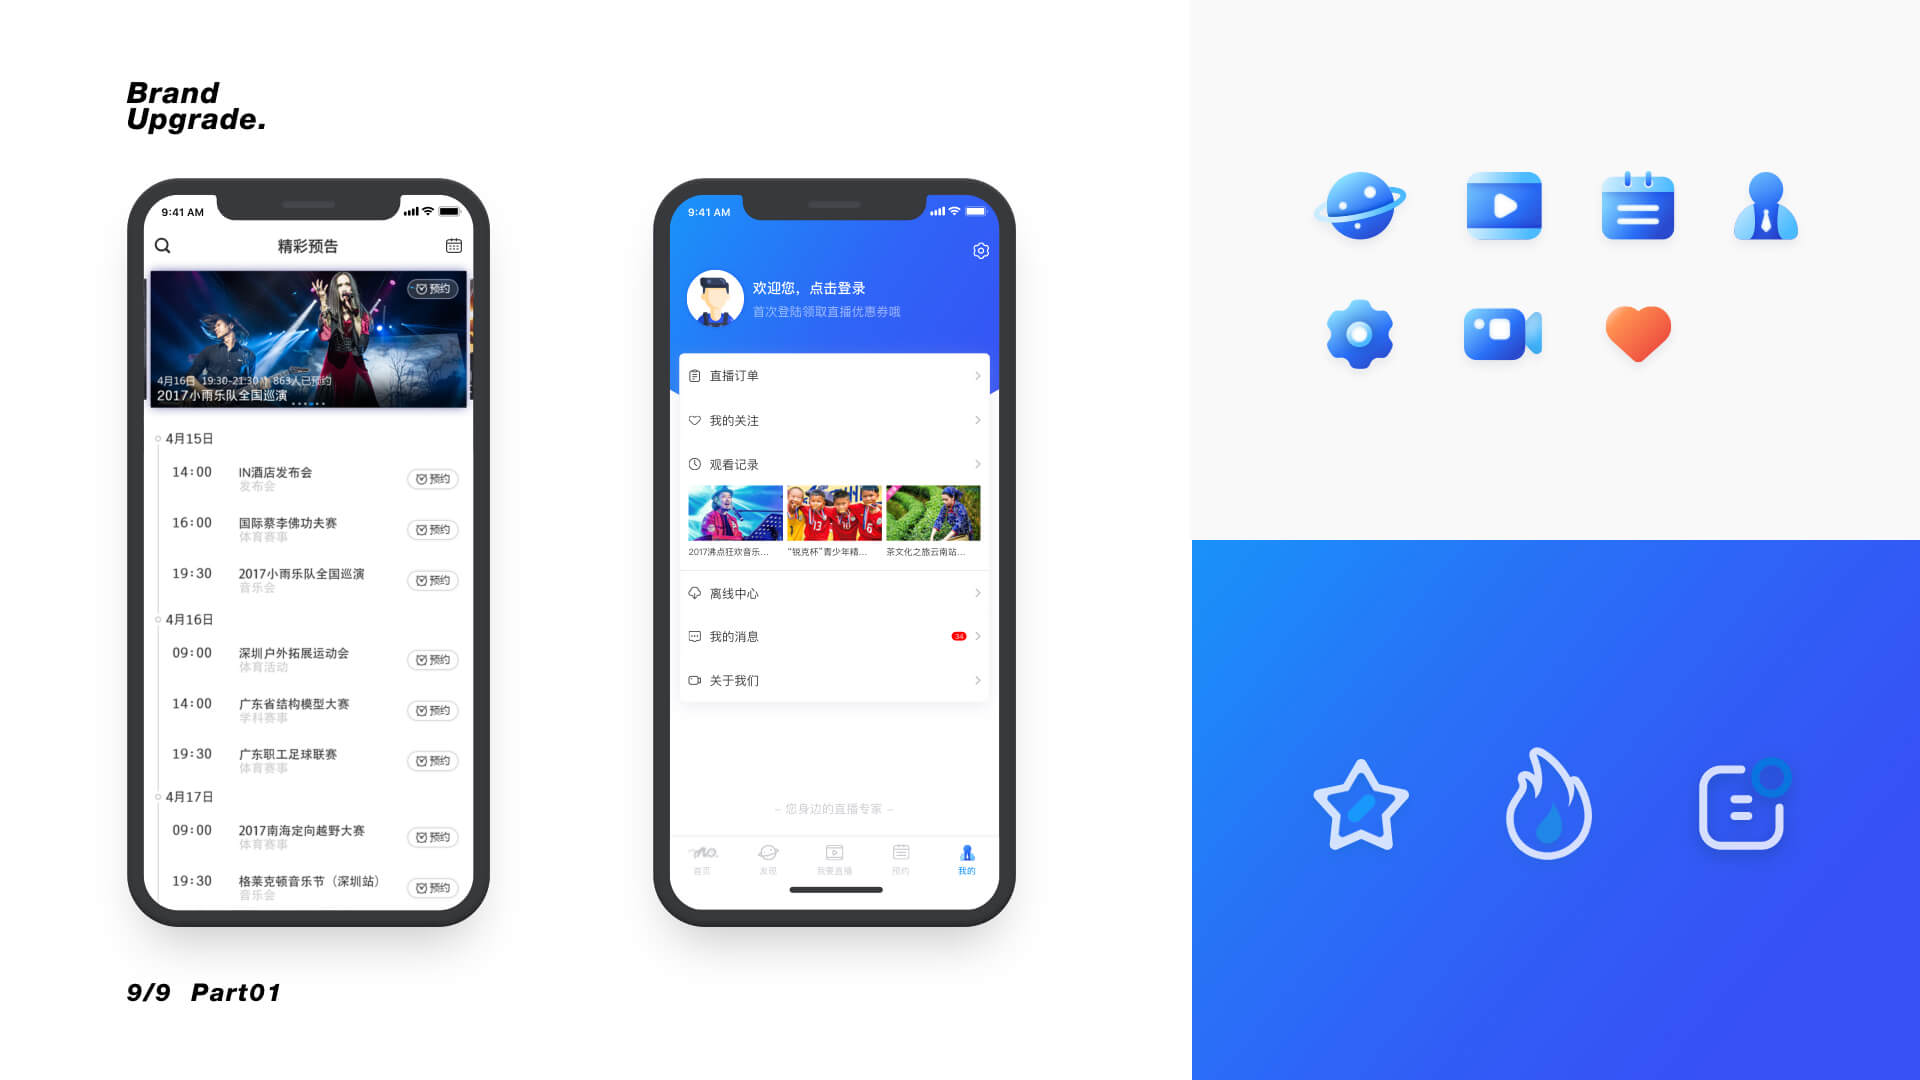 Brand
Upgrade.
9:41 AM
精彩预告
预约
4月16日 19:30-21:30 863人已预约
2017小雨乐队全国巡演
4月15日
14:00 IN酒店发布会 预约
发布会
16:00 国际蔡李佛功夫赛 预约
体育赛事
19:30 2017小雨乐队全国巡演 预约
音乐会
4月16日
09:00 深圳户外拓展运动会 预约
体育活动
14:00 广东省结构模型大赛 预约
学科赛事
19:30 广东职工足球联赛 预约
体育赛事
4月17日
09:00 2017南海定向越野大赛 预约
体育赛事
19:30 格莱克顿音乐节（深圳站） 预约
音乐会
9:41 AM
欢迎您，点击登录
首次登陆领取直播优惠券哦
直播订单
我的关注
观看记录
2017沸点狂欢音乐... “锐克杯”青少年精... 茶文化之旅云南站...
离线中心
我的消息 34
关于我们
– 您身边的直播专家 –
首页 发现 我要直播 预约 我的
9/9 Part01